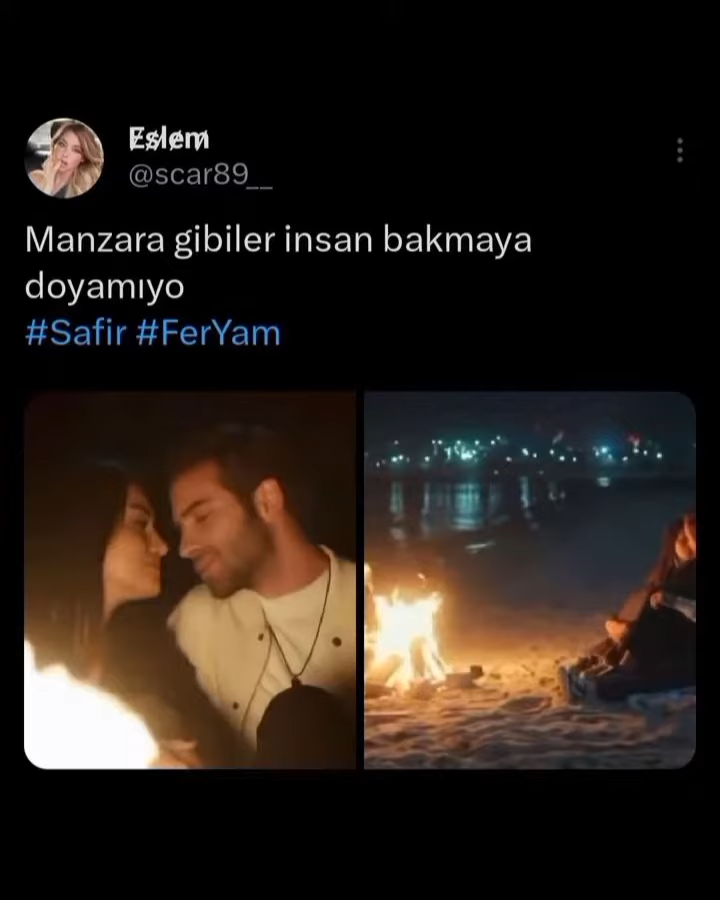 Eslem
@scar89__
Manzara gibiler insan bakmaya
doyamıyo
#Safir #FerYam